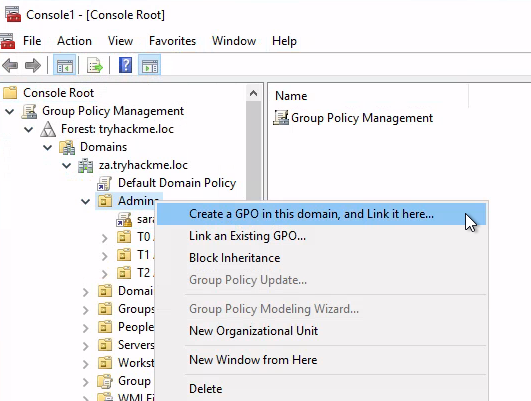 Console1 - [Console Root]
File Action View Favorites Window Help
Console Root
Group Policy Management
Forest: tryhackme.loc
Domains
za.tryhackme.loc
Default Domain Policy
Admins
sara
T0
T1
T2
Domai
Groups
People
Servers
Workst
Group
WMI Fi
Name
Group Policy Management
Create a GPO in this domain, and Link it here...
Link an Existing GPO...
Block Inheritance
Group Policy Update...
Group Policy Modeling Wizard...
New Organizational Unit
New Window from Here
Delete